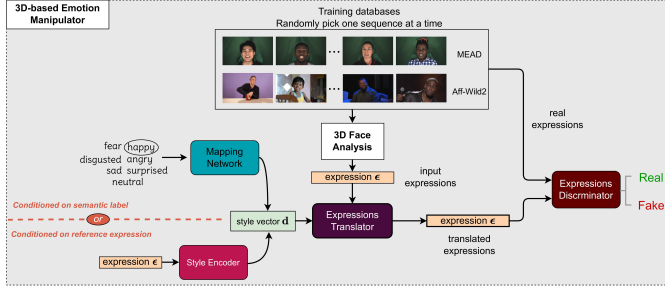 3D-based Emotion
Manipulator
Training databases
Randomly pick one sequence at a time
MEAD
Aff-Wild2
3D Face
Analysis
real
expressions
fear happy
disgusted angry
sad surprised
neutral
Mapping
Network
expression ϵ
input
expressions
Conditioned on semantic label
or
Conditioned on reference expression
style vector d
Expressions
Translator
expression ϵ
translated
expressions
Expressions
Discrminator
Real
Fake
expression ϵ
Style Encoder